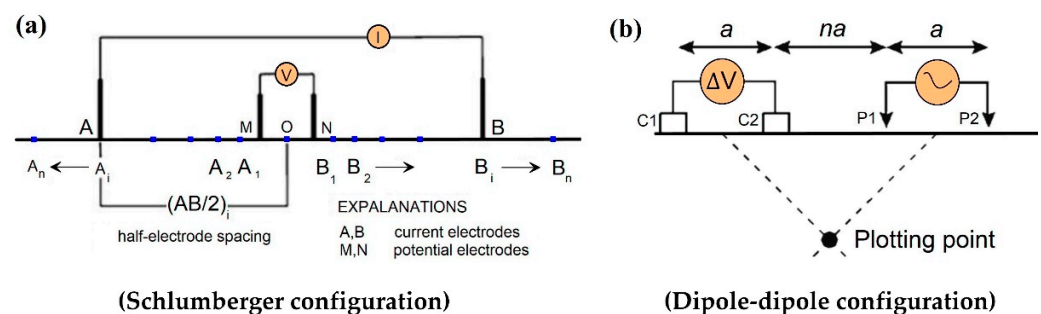 (a)
I
V
A M O N B
An Ai A2 A1 B1 B2 Bi Bn
(AB/2)i
half-electrode spacing
EXPALANATIONS
A,B current electrodes
M,N potential electrodes
(Schlumberger configuration)
(b)
a na a
ΔV
C1 C2 P1 P2
Plotting point
(Dipole-dipole configuration)